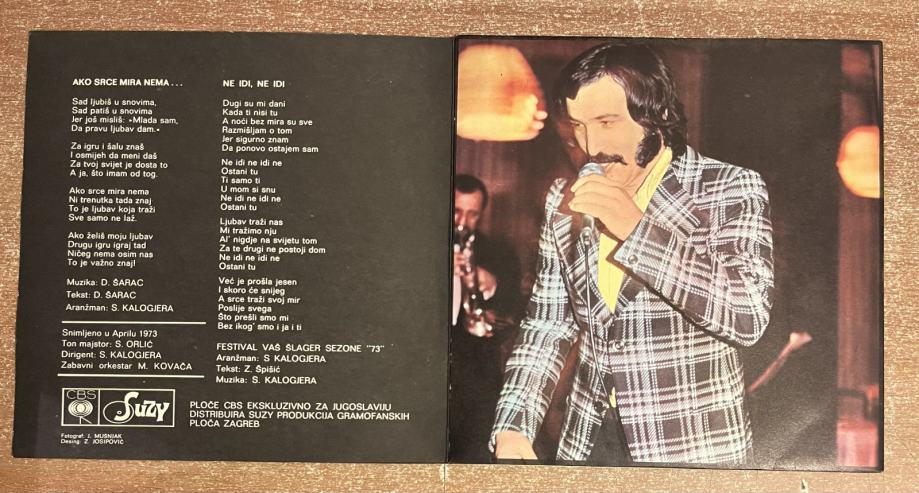 AKO SRCE MIRA NEMA...
Sad ljubiš u snovima,
Sad patiš u snovima
Jer još misliš: »Mlada sam,
Da pravu ljubav dam.«
Za igru i šalu znaš
I osmjeh da meni daš
Za tvoj svijet je dosta to
A ja, što imam od tog.
Ako srce mira nema
Ni trenutka tada znaj
To je ljubav koja traži
Sve samo ne laž.
Ako želiš moju ljubav
Drugu igru igraj tad
Ničeg nema osim nas
To je važno znaj!
Muzika: D. ŠARAC
Tekst: D. ŠARAC
Aranžman: S. KALOGJERA
Snimljeno u Aprilu 1973
Ton majstor: S. ORLIĆ
Dirigent: S. KALOGJERA
Zabavni orkestar M. KOVAČA
CBS
Suzy
Fotograf: I. MUSNJAK
Desing: Z. JOSIPOVIĆ
NE IDI, NE IDI
Dugi su mi dani
Kada ti nisi tu
A noći bez mira su sve
Razmišljam o tom
Jer sigurno znam
Da ponovo ostajem sam
Ne idi ne idi ne
Ostani tu
Ti samo ti
U mom si snu
Ne idi ne idi ne
Ostani tu
Ljubav traži nas
Mi tražimo nju
Al' nigdje na svijetu tom
Za te drugi ne postoji dom
Ne idi ne idi ne
Ostani tu
Već je prošla jesen
I skoro će snijeg
A srce traži svoj mir
Poslije svega
Što prešli smo mi
Bez ikog' smo i ja i ti
FESTIVAL VAŠ ŠLAGER SEZONE "73"
Aranžman: S KALOGJERA
Tekst: Z. Špišić
Muzika: S. KALOGJERA
PLOČE CBS EKSKLUZIVNO ZA JUGOSLAVIJU
DISTRIBUIRA SUZY PRODUKCIJA GRAMOFANSKIH
PLOČA ZAGREB